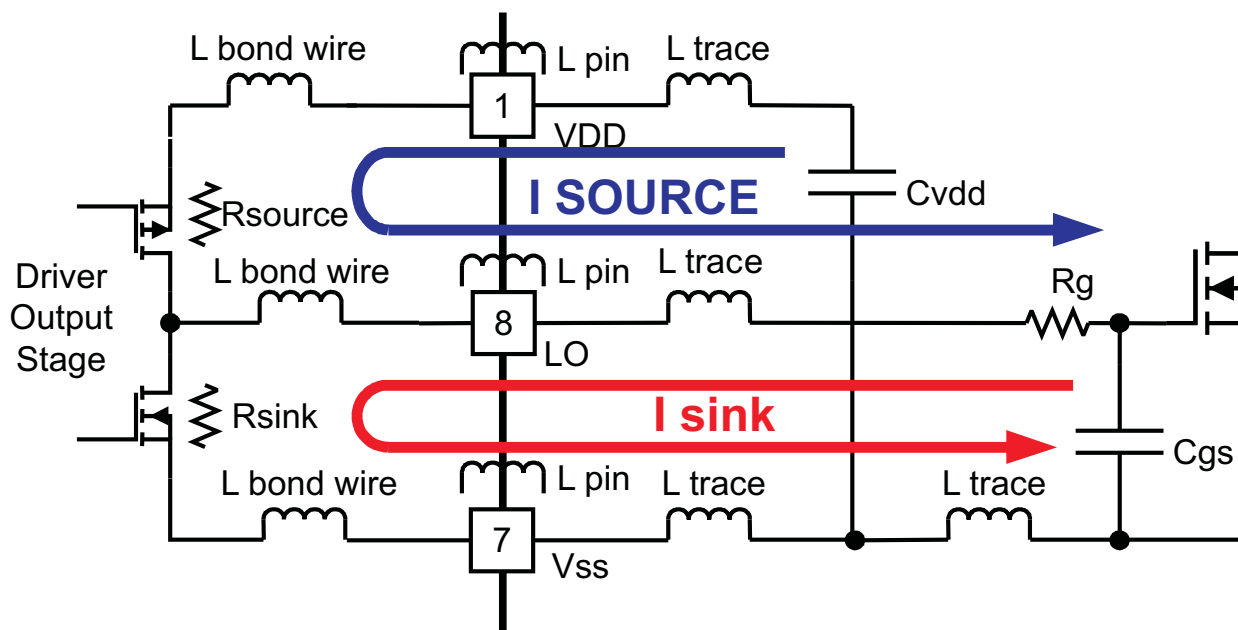 L bond wire
L pin
L trace
1
VDD
I SOURCE
Cvdd
Rsource
L bond wire
L pin
L trace
Driver
Output
Stage
8
LO
Rg
Rsink
I sink
Cgs
L bond wire
L pin
L trace
L trace
7
Vss